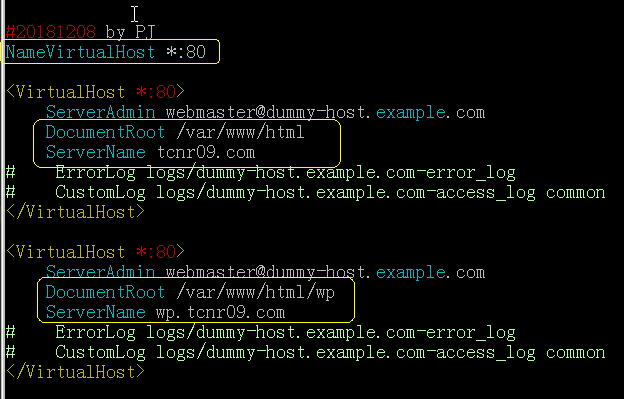 #20181208 by PJ
NameVirtualHost *:80
<VirtualHost *:80>
ServerAdmin webmaster@dummy-host.example.com
DocumentRoot /var/www/html
ServerName tcnr09.com
# ErrorLog logs/dummy-host.example.com-error_log
# CustomLog logs/dummy-host.example.com-access_log common
</VirtualHost>
<VirtualHost *:80>
ServerAdmin webmaster@dummy-host.example.com
DocumentRoot /var/www/html/wp
ServerName wp.tcnr09.com
# ErrorLog logs/dummy-host.example.com-error_log
# CustomLog logs/dummy-host.example.com-access_log common
</VirtualHost>